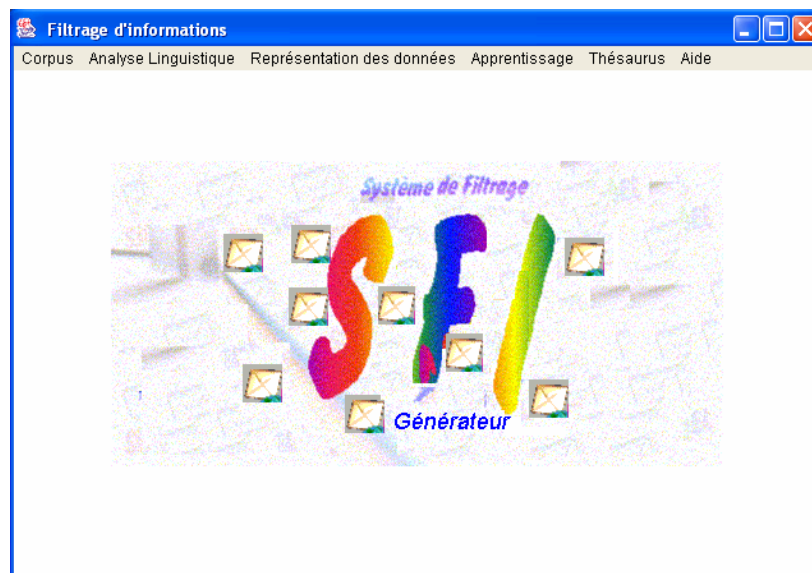 Filtrage d'informations
Corpus Analyse Linguistique Représentation des données Apprentissage Thésaurus Aide
Système de Filtrage
SFI
Générateur